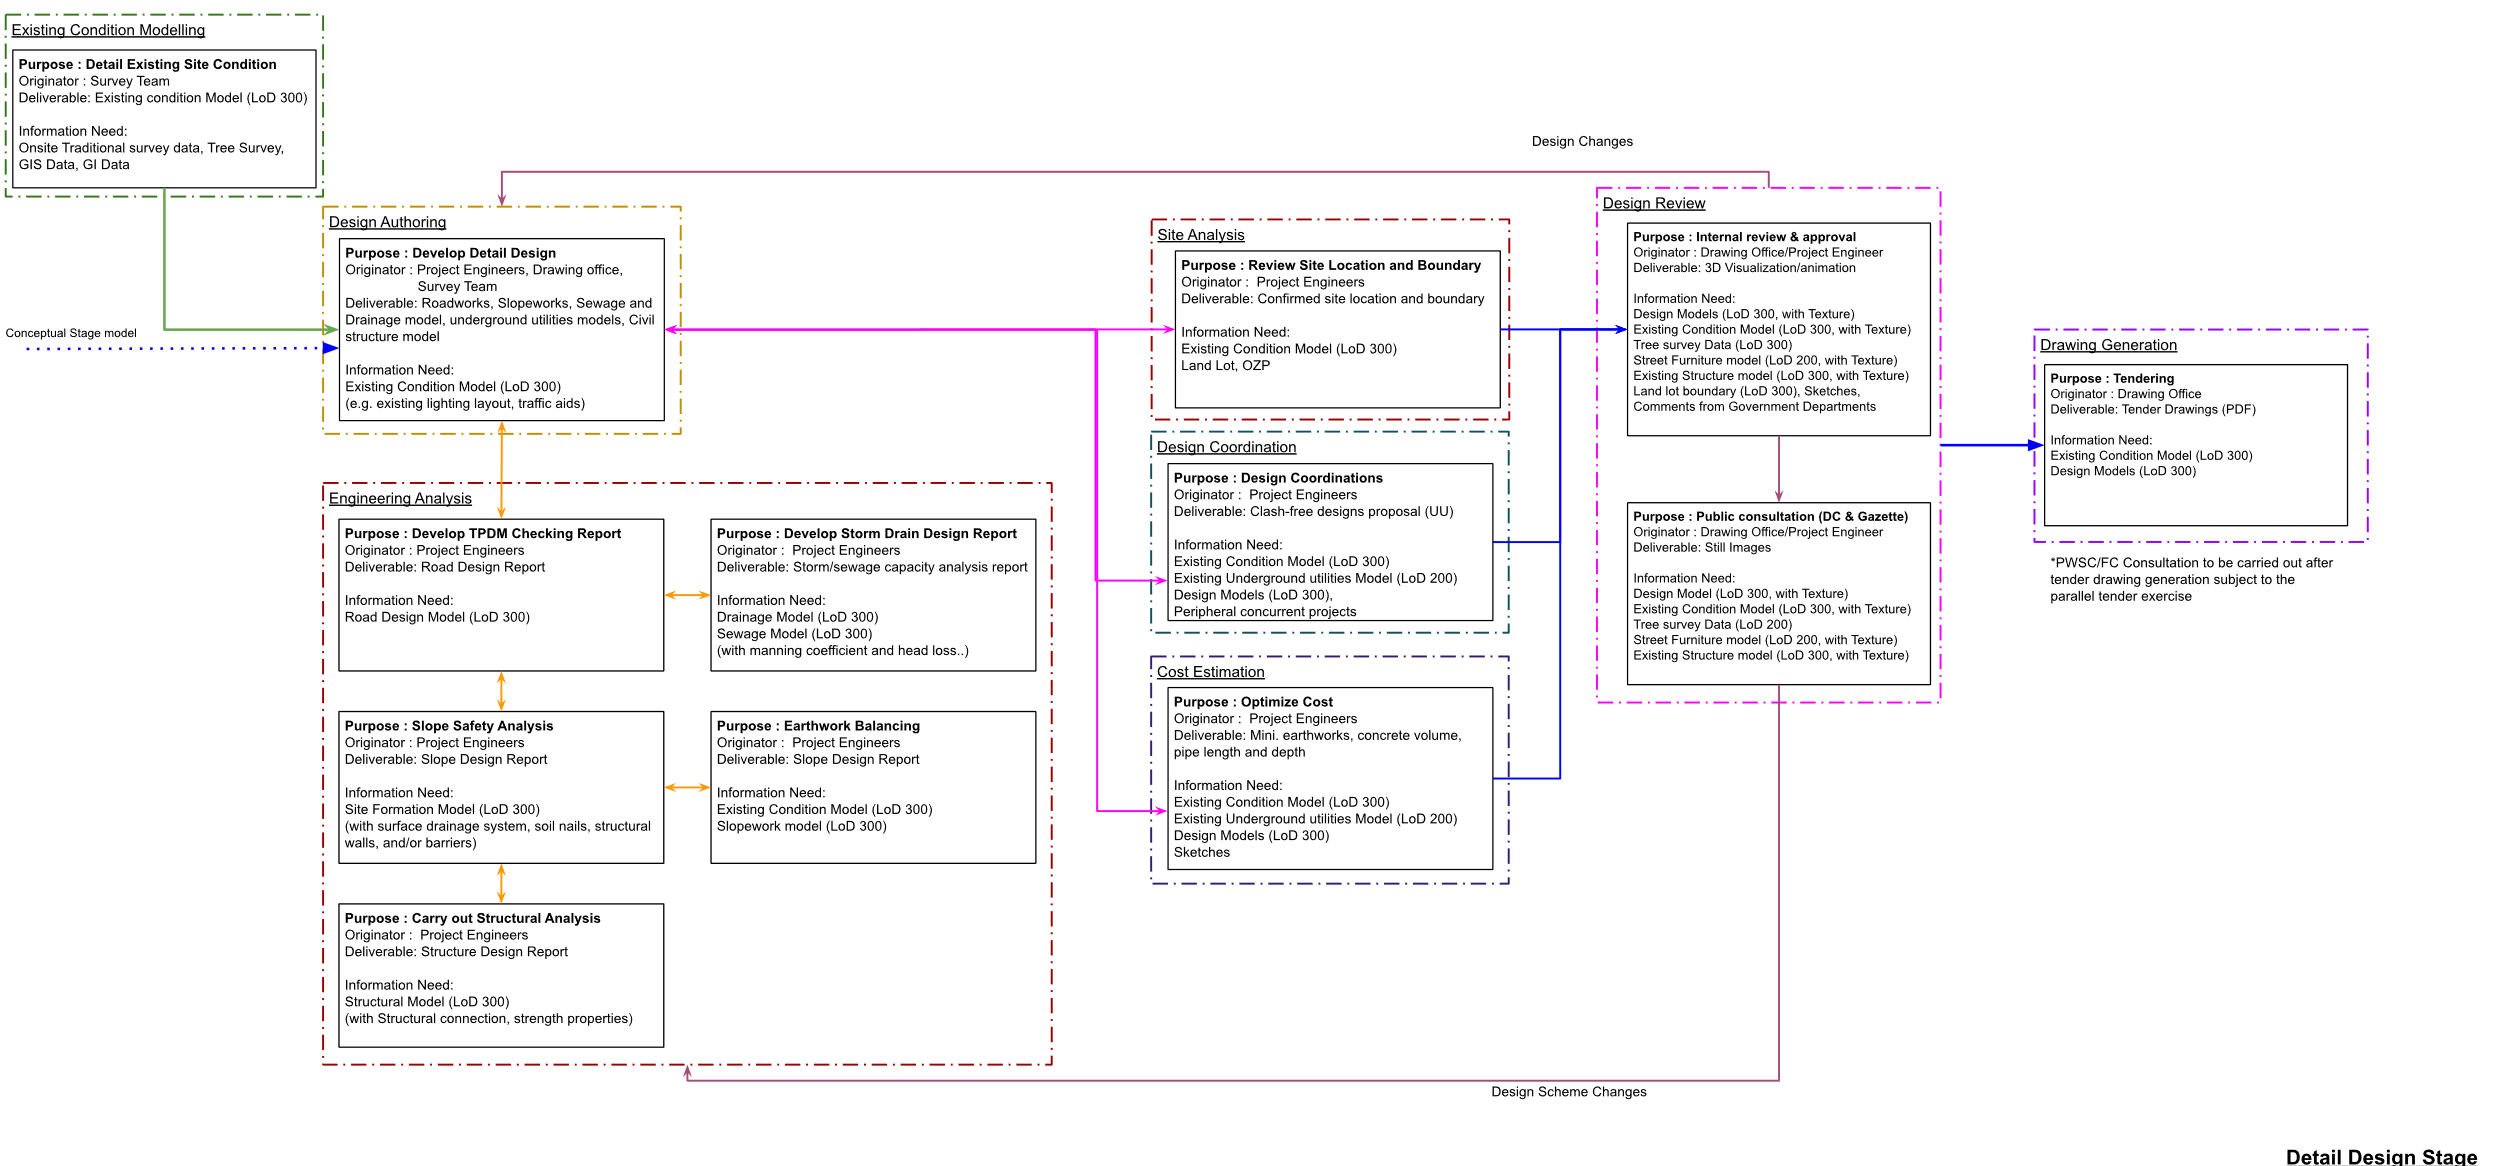 Existing Condition Modelling
Purpose : Detail Existing Site Condition
Originator : Survey Team
Deliverable: Existing condition Model (LoD 300)
Information Need:
Onsite Traditional survey data, Tree Survey,
GIS Data, GI Data
Conceptual Stage model
Design Authoring
Purpose : Develop Detail Design
Originator : Project Engineers, Drawing office,
Survey Team
Deliverable: Roadworks, Slopeworks, Sewage and
Drainage model, underground utilities models, Civil
structure model
Information Need:
Existing Condition Model (LoD 300)
(e.g. existing lighting layout, traffic aids)
Engineering Analysis
Purpose : Develop TPDM Checking Report
Originator : Project Engineers
Deliverable: Road Design Report
Information Need:
Road Design Model (LoD 300)
Purpose : Develop Storm Drain Design Report
Originator :  Project Engineers
Deliverable: Storm/sewage capacity analysis report
Information Need:
Drainage Model (LoD 300)
Sewage Model (LoD 300)
(with manning coefficient and head loss..)
Purpose : Slope Safety Analysis
Originator : Project Engineers
Deliverable: Slope Design Report
Information Need:
Site Formation Model (LoD 300)
(with surface drainage system, soil nails, structural
walls, and/or barriers)
Purpose : Earthwork Balancing
Originator :  Project Engineers
Deliverable: Slope Design Report
Information Need:
Existing Condition Model (LoD 300)
Slopework model (LoD 300)
Purpose : Carry out Structural Analysis
Originator :  Project Engineers
Deliverable: Structure Design Report
Information Need:
Structural Model (LoD 300)
(with Structural connection, strength properties)
Site Analysis
Purpose : Review Site Location and Boundary
Originator :  Project Engineers
Deliverable: Confirmed site location and boundary
Information Need:
Existing Condition Model (LoD 300)
Land Lot, OZP
Design Coordination
Purpose : Design Coordinations
Originator :  Project Engineers
Deliverable: Clash-free designs proposal (UU)
Information Need:
Existing Condition Model (LoD 300)
Existing Underground utilities Model (LoD 200)
Design Models (LoD 300),
Peripheral concurrent projects
Cost Estimation
Purpose : Optimize Cost
Originator :  Project Engineers
Deliverable: Mini. earthworks, concrete volume,
pipe length and depth
Information Need:
Existing Condition Model (LoD 300)
Existing Underground utilities Model (LoD 200)
Design Models (LoD 300)
Sketches
Design Changes
Design Review
Purpose : Internal review & approval
Originator : Drawing Office/Project Engineer
Deliverable: 3D Visualization/animation
Information Need:
Design Models (LoD 300, with Texture)
Existing Condition Model (LoD 300, with Texture)
Tree survey Data (LoD 300)
Street Furniture model (LoD 200, with Texture)
Existing Structure model (LoD 300, with Texture)
Land lot boundary (LoD 300), Sketches,
Comments from Government Departments
Purpose : Public consultation (DC & Gazette)
Originator : Drawing Office/Project Engineer
Deliverable: Still Images
Information Need:
Design Model (LoD 300, with Texture)
Existing Condition Model (LoD 300, with Texture)
Tree survey Data (LoD 200)
Street Furniture model (LoD 200, with Texture)
Existing Structure model (LoD 300, with Texture)
Design Scheme Changes
Drawing Generation
Purpose : Tendering
Originator : Drawing Office
Deliverable: Tender Drawings (PDF)
Information Need:
Existing Condition Model (LoD 300)
Design Models (LoD 300)
*PWSC/FC Consultation to be carried out after
tender drawing generation subject to the
parallel tender exercise
Detail Design Stage